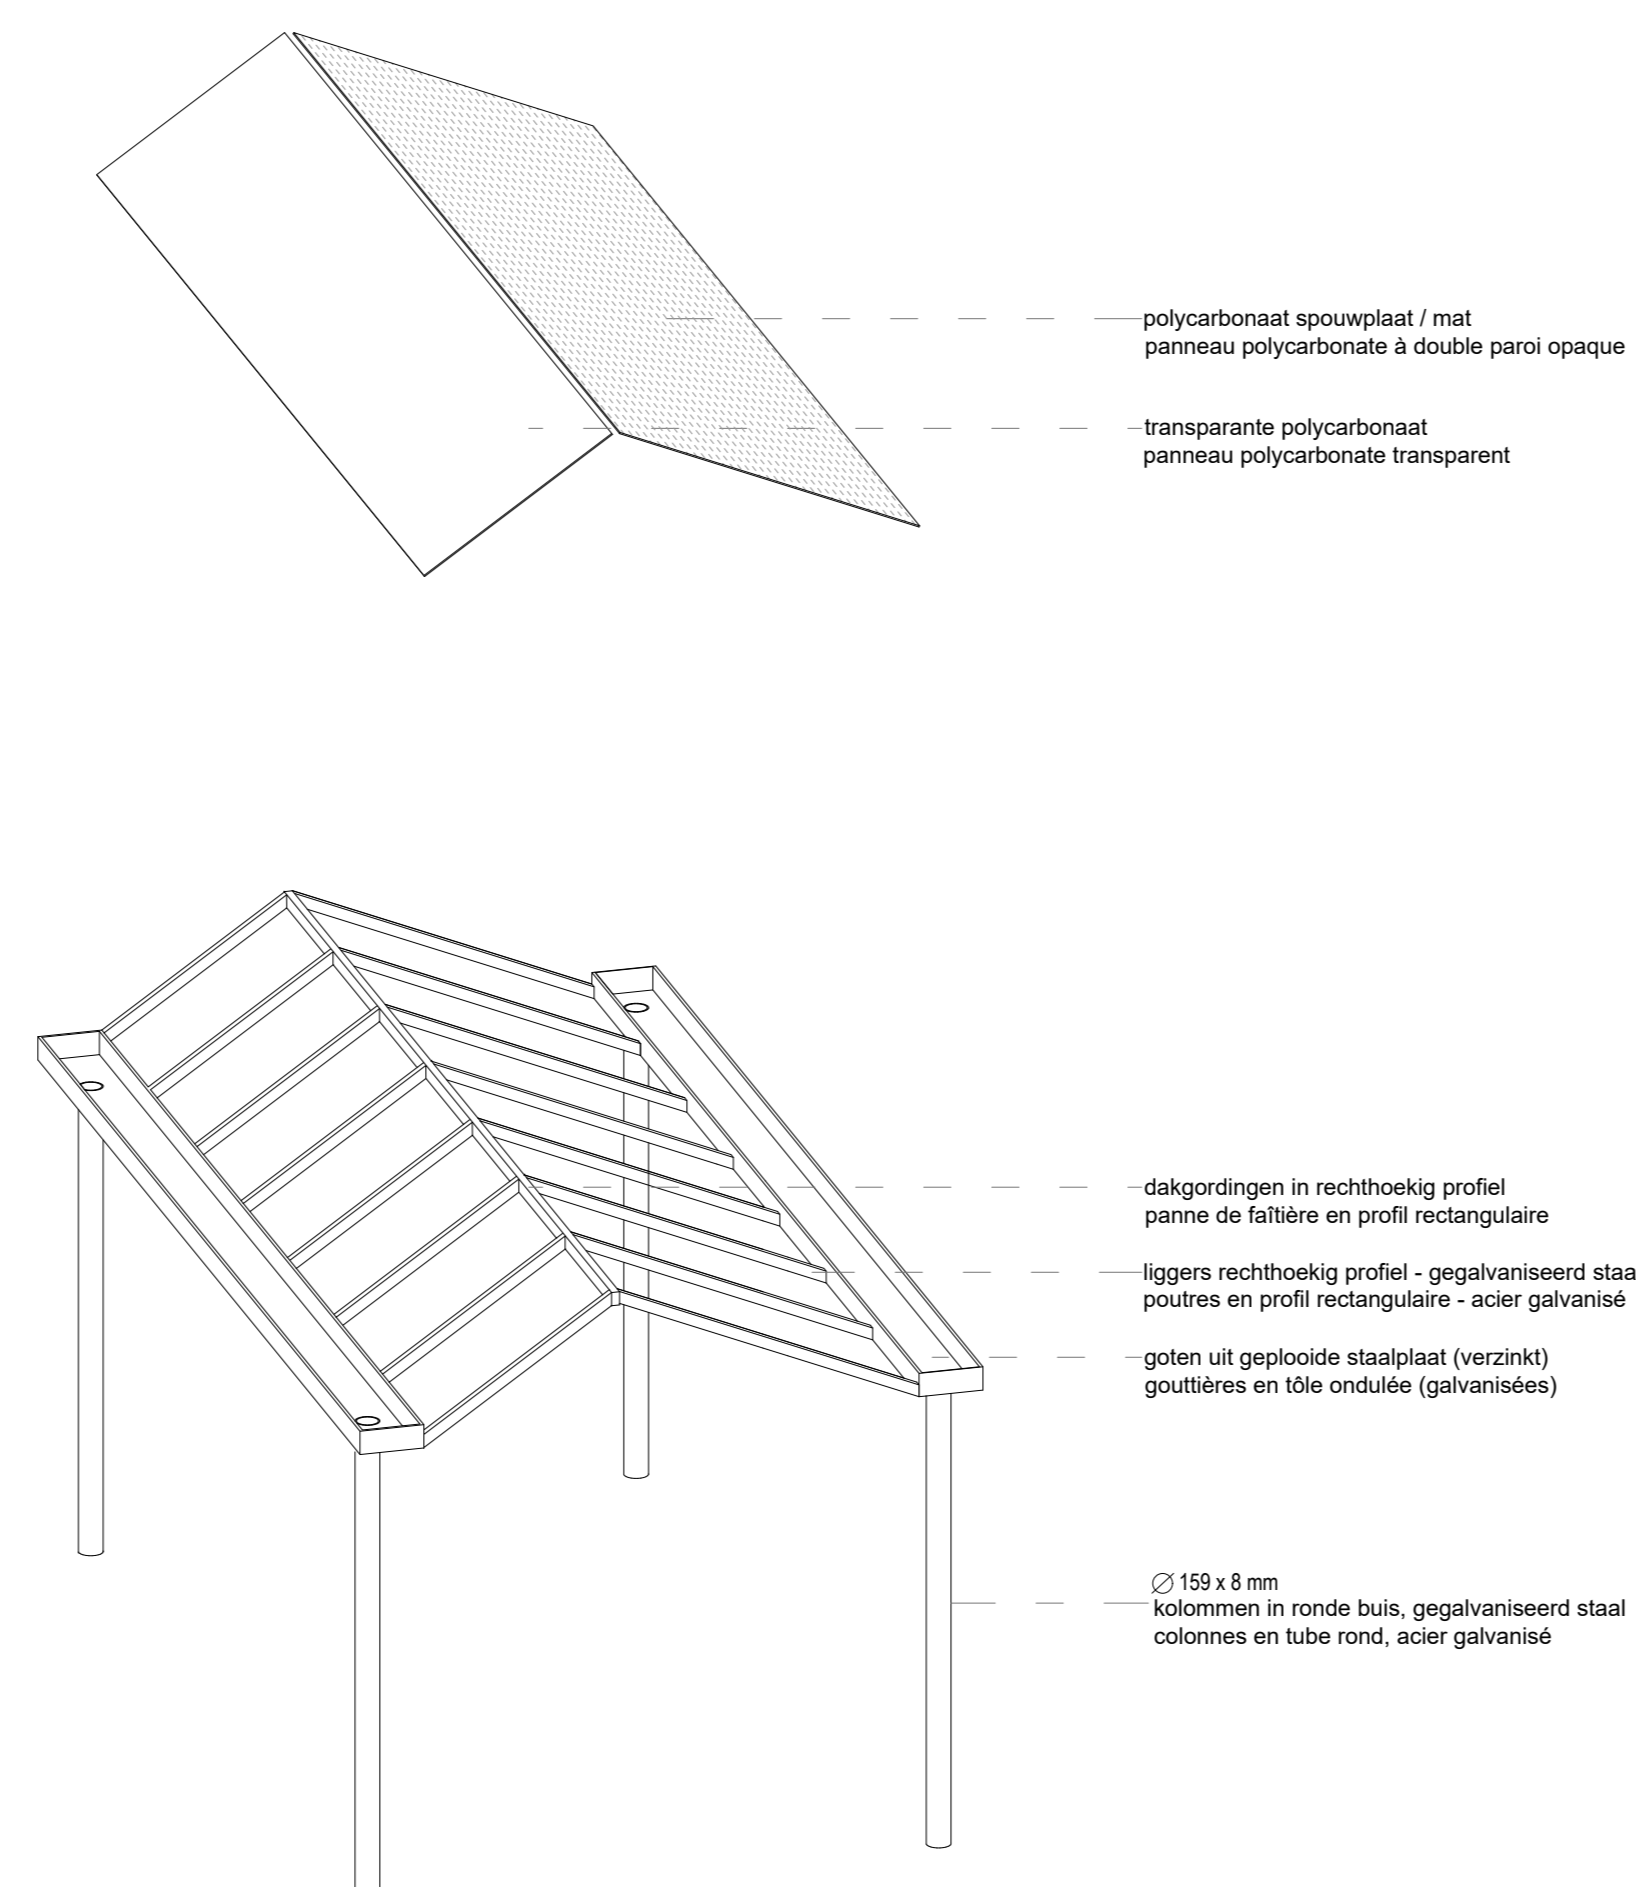 polycarbonaat spouwplaat / mat
panneau polycarbonate à double paroi opaque
transparante polycarbonaat
panneau polycarbonate transparent
dakgordingen in rechthoekig profiel
panne de faîtière en profil rectangulaire
liggers rechthoekig profiel - gegalvaniseerd staa
poutres en profil rectangulaire - acier galvanisé
goten uit geplooide staalplaat (verzinkt)
gouttières en tôle ondulée (galvanisées)
∅ 159 x 8 mm
kolommen in ronde buis, gegalvaniseerd staal
colonnes en tube rond, acier galvanisé